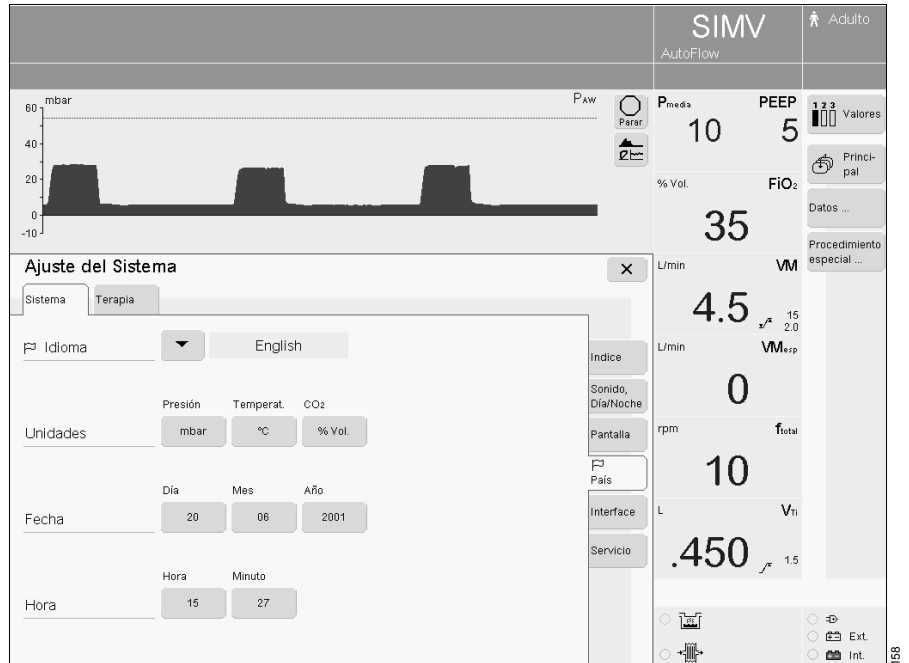 SIMV
AutoFlow
Adulto
mbar
PAW
60
40
20
0
-10
Parar
Pmedia PEEP
10 5
% Vol. FiO2
35
L/min VM
4.5
15
2.0
L/min VMesp
0
rpm ftotal
10
L VTi
.450
1.5
1 2 3
Valores
Princi-
pal
Datos ...
Procedimiento
especial ...
Ajuste del Sistema
Sistema Terapia
Idioma English
Presión Temperat. CO2
Unidades mbar °C % Vol.
Día Mes Año
Fecha 20 06 2001
Hora Minuto
Hora 15 27
Indice
Sonido,
Día/Noche
Pantalla
País
Interface
Servicio
Ext.
Int.